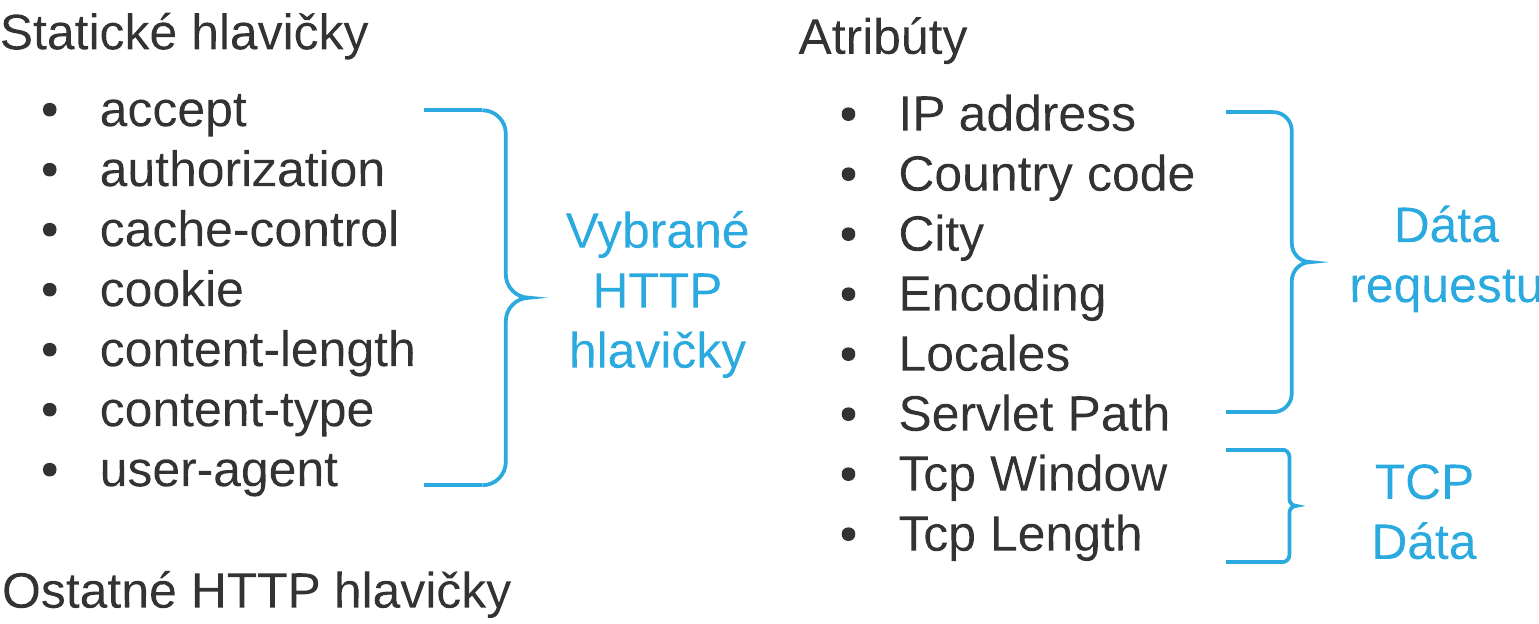 Statické hlavičky
• accept
• authorization
• cache-control
• cookie
• content-length
• content-type
• user-agent
Vybrané
HTTP
hlavičky
Ostatné HTTP hlavičky
Atribúty
• IP address
• Country code
• City
• Encoding
• Locales
• Servlet Path
• Tcp Window
• Tcp Length
Dáta
requestu
TCP
Dáta